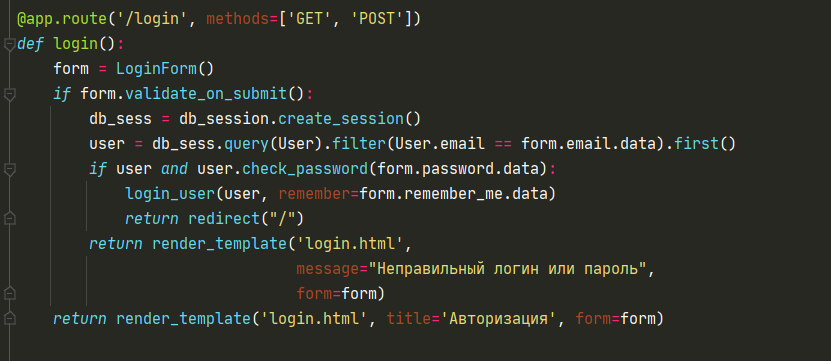 @app.route('/login', methods=['GET', 'POST'])
def login():
    form = LoginForm()
    if form.validate_on_submit():
        db_sess = db_session.create_session()
        user = db_sess.query(User).filter(User.email == form.email.data).first()
        if user and user.check_password(form.password.data):
            login_user(user, remember=form.remember_me.data)
            return redirect("/")
        return render_template('login.html',
                               message="Неправильный логин или пароль",
                               form=form)
    return render_template('login.html', title='Авторизация', form=form)